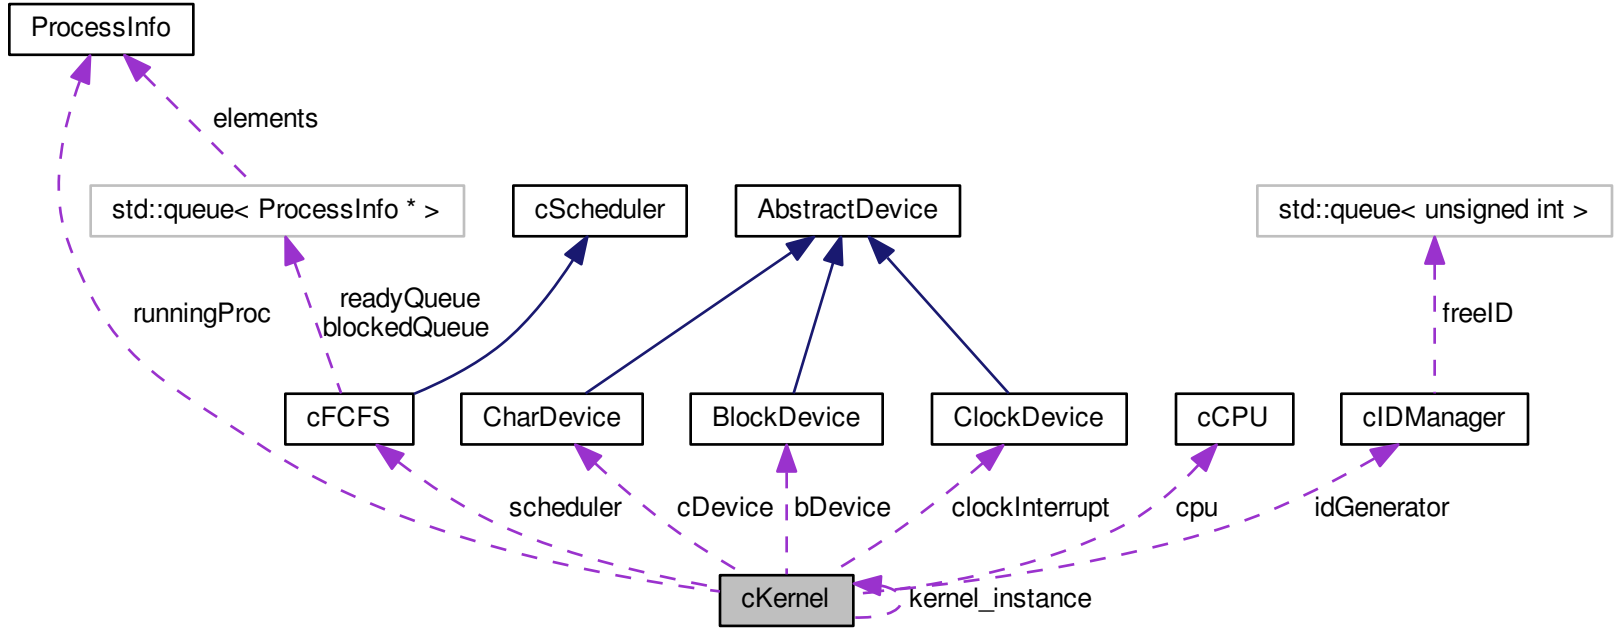 ProcessInfo
elements
std::queue< ProcessInfo * >
cScheduler
AbstractDevice
std::queue< unsigned int >
runningProc
readyQueue
blockedQueue
freeID
cFCFS
CharDevice
BlockDevice
ClockDevice
cCPU
cIDManager
scheduler
cDevice
bDevice
clockInterrupt
cpu
idGenerator
cKernel
kernel_instance